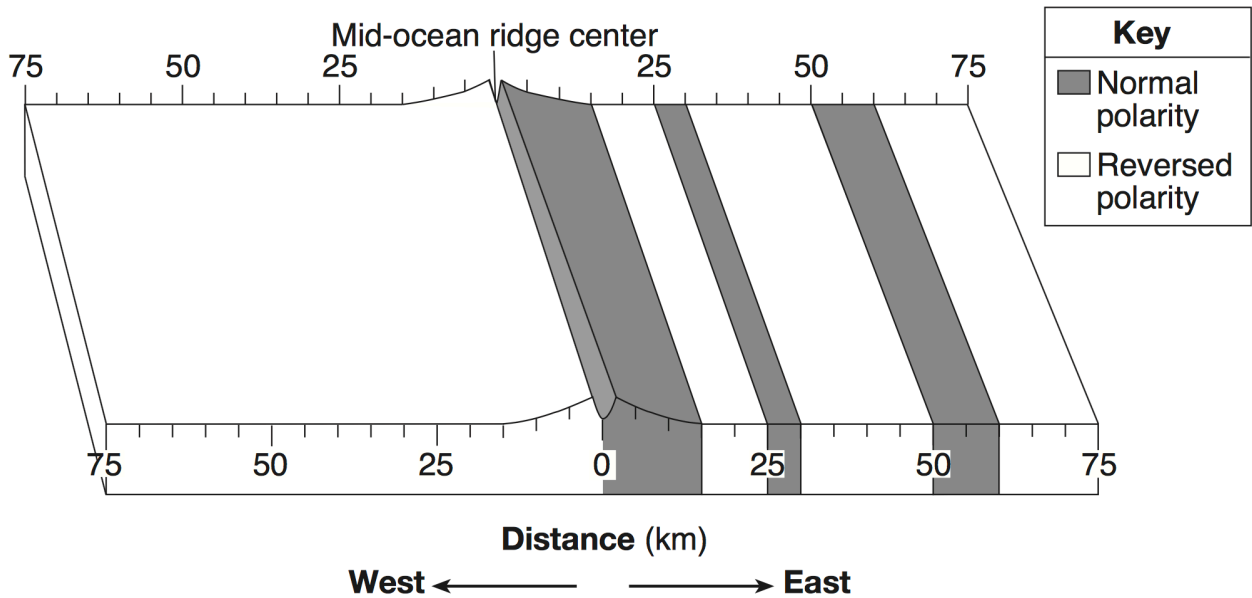 Mid-ocean ridge center
75 50 25 25 50 75
Key
Normal
polarity
Reversed
polarity
75 50 25 0 25 50 75
Distance (km)
West East